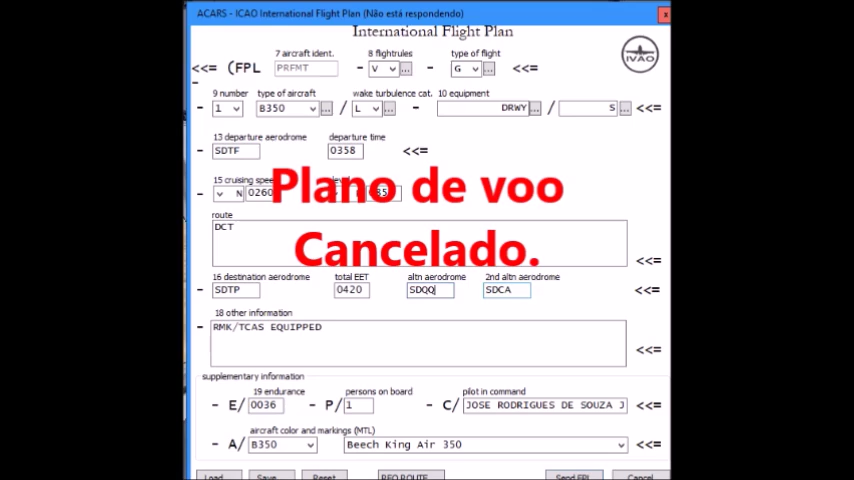 ACARS - ICAO International Flight Plan (Não está respondendo)
x
International Flight Plan
7 aircraft ident. 8 flightrules type of flight
<<= (FPL PRFMT - V ... - G ... <<=
IVAO
-
9 number type of aircraft wake turbulence cat. 10 equipment
- 1 B350 ... / L ... - DRWY ... / S ... <<=
13 departure aerodrome departure time
- SDTF 0358 <<=
15 cruising spee
- N 0260
Plano de voo
route
DCT
Cancelado.
<<=
16 destination aerodrome total EET altn aerodrome 2nd altn aerodrome
- SDTP 0420 SDQQ SDCA <<=
18 other information
- RMK/TCAS EQUIPPED
<<=
supplementary information
19 endurance persons on board pilot in command
- E/ 0036 - P/ 1 - C/ JOSE RODRIGUES DE SOUZA J <<=
aircraft color and markings (MTL)
- A/ B350 Beech King Air 350 <<=
Load Save Reset REQ ROUTE Send FPL Cancel